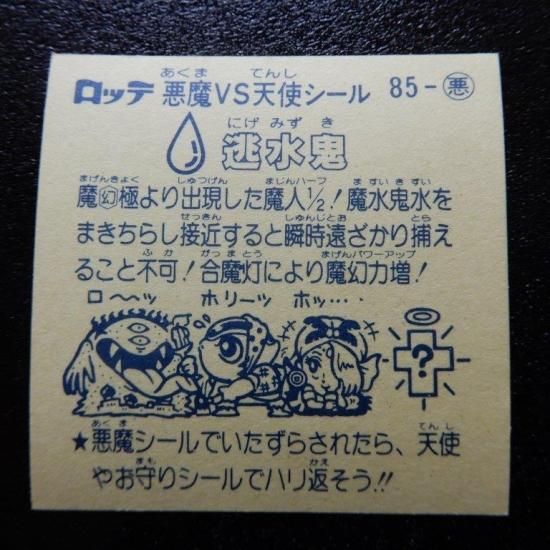 ロッテ 悪魔VS天使シール 85-悪
逃水鬼
魔幻極より出現した魔人½!魔水鬼水を
まきちらし接近すると瞬時遠ざかり捕え
ること不可!合魔灯により魔幻力増!
ロ〜〜ッ ホリーッ ホッ…
?
★悪魔シールでいたずらされたら、天使
やお守りシールでハリ返そう!!